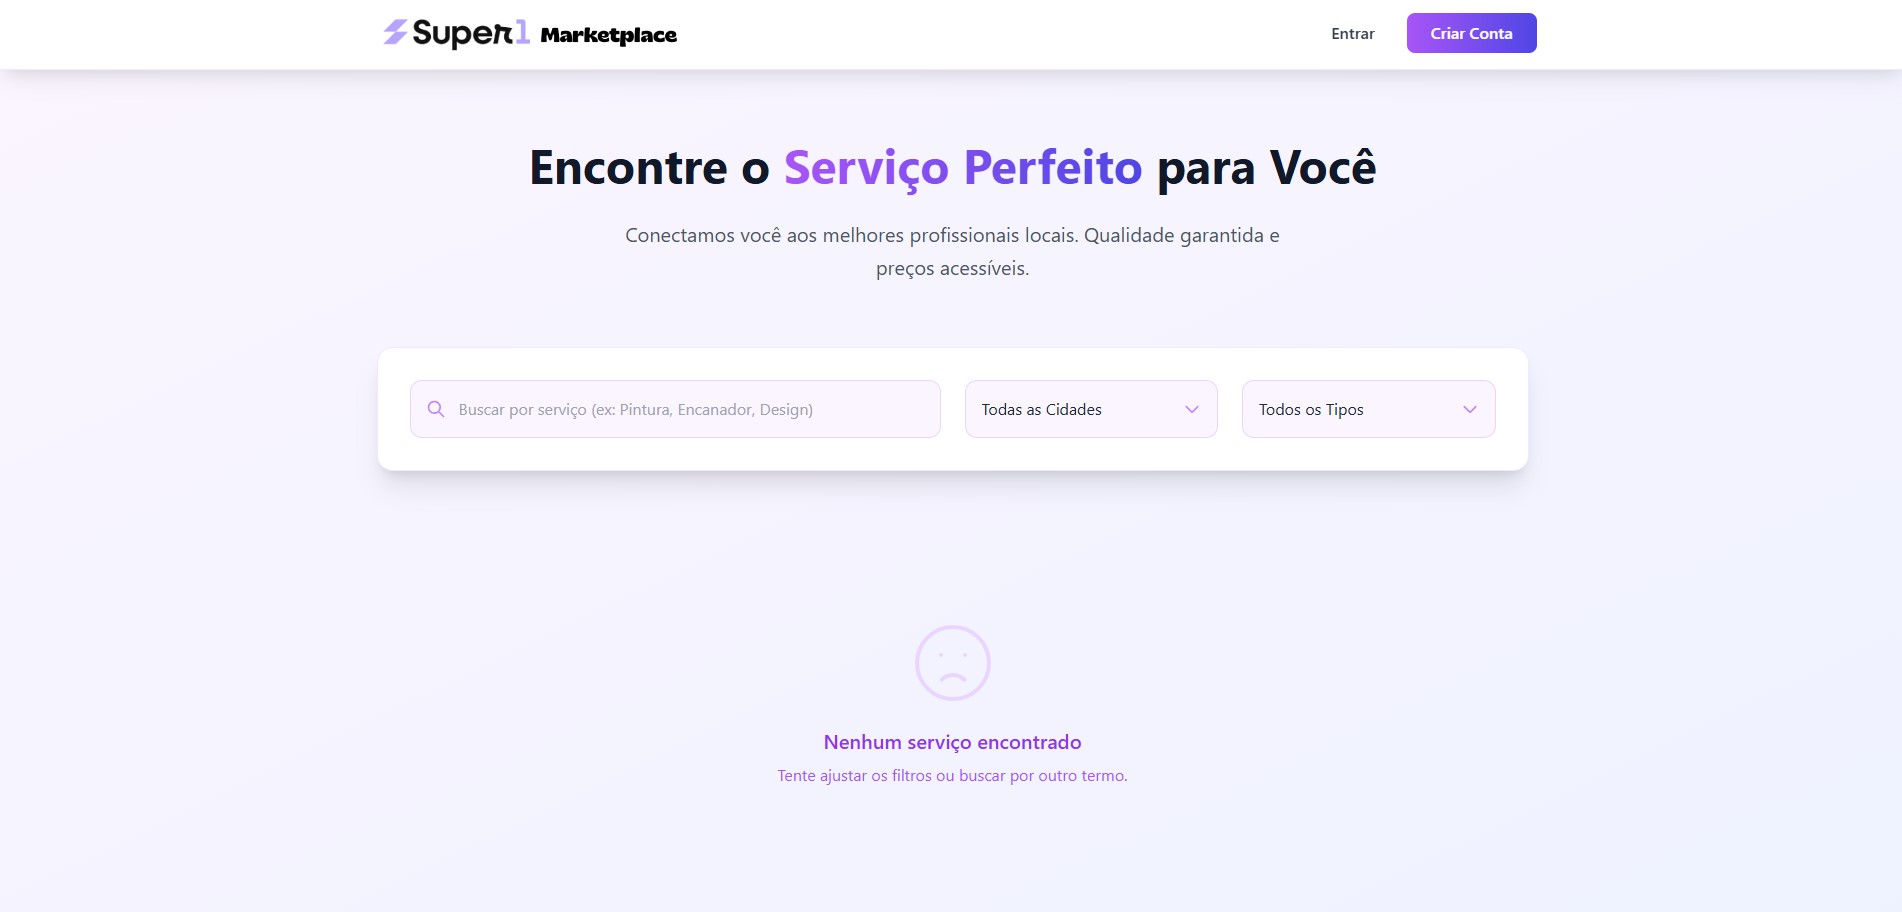 Super1 Marketplace
Entrar
Criar Conta
Encontre o Serviço Perfeito para Você
Conectamos você aos melhores profissionais locais. Qualidade garantida e
preços acessíveis.
Buscar por serviço (ex: Pintura, Encanador, Design)
Todas as Cidades
Todos os Tipos
Nenhum serviço encontrado
Tente ajustar os filtros ou buscar por outro termo.